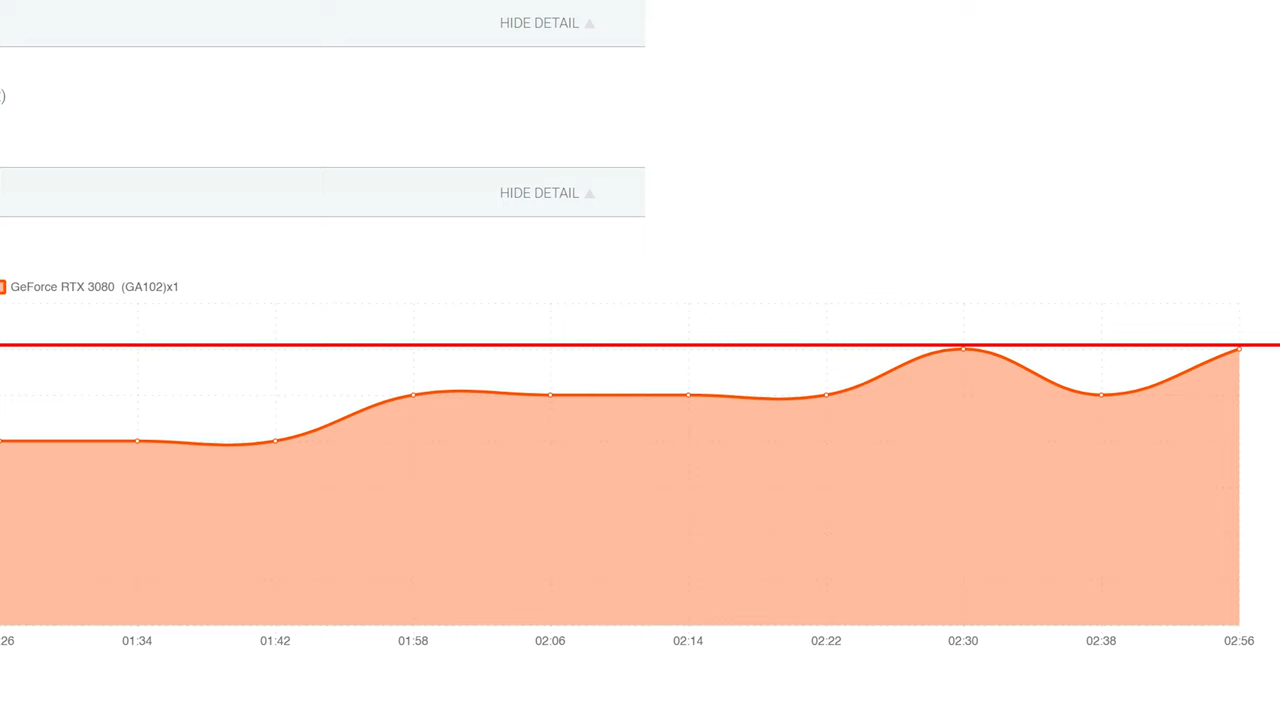 HIDE DETAIL
)
HIDE DETAIL
GeForce RTX 3080 (GA102)x1
:26 01:34 01:42 01:58 02:06 02:14 02:22 02:30 02:38 02:56